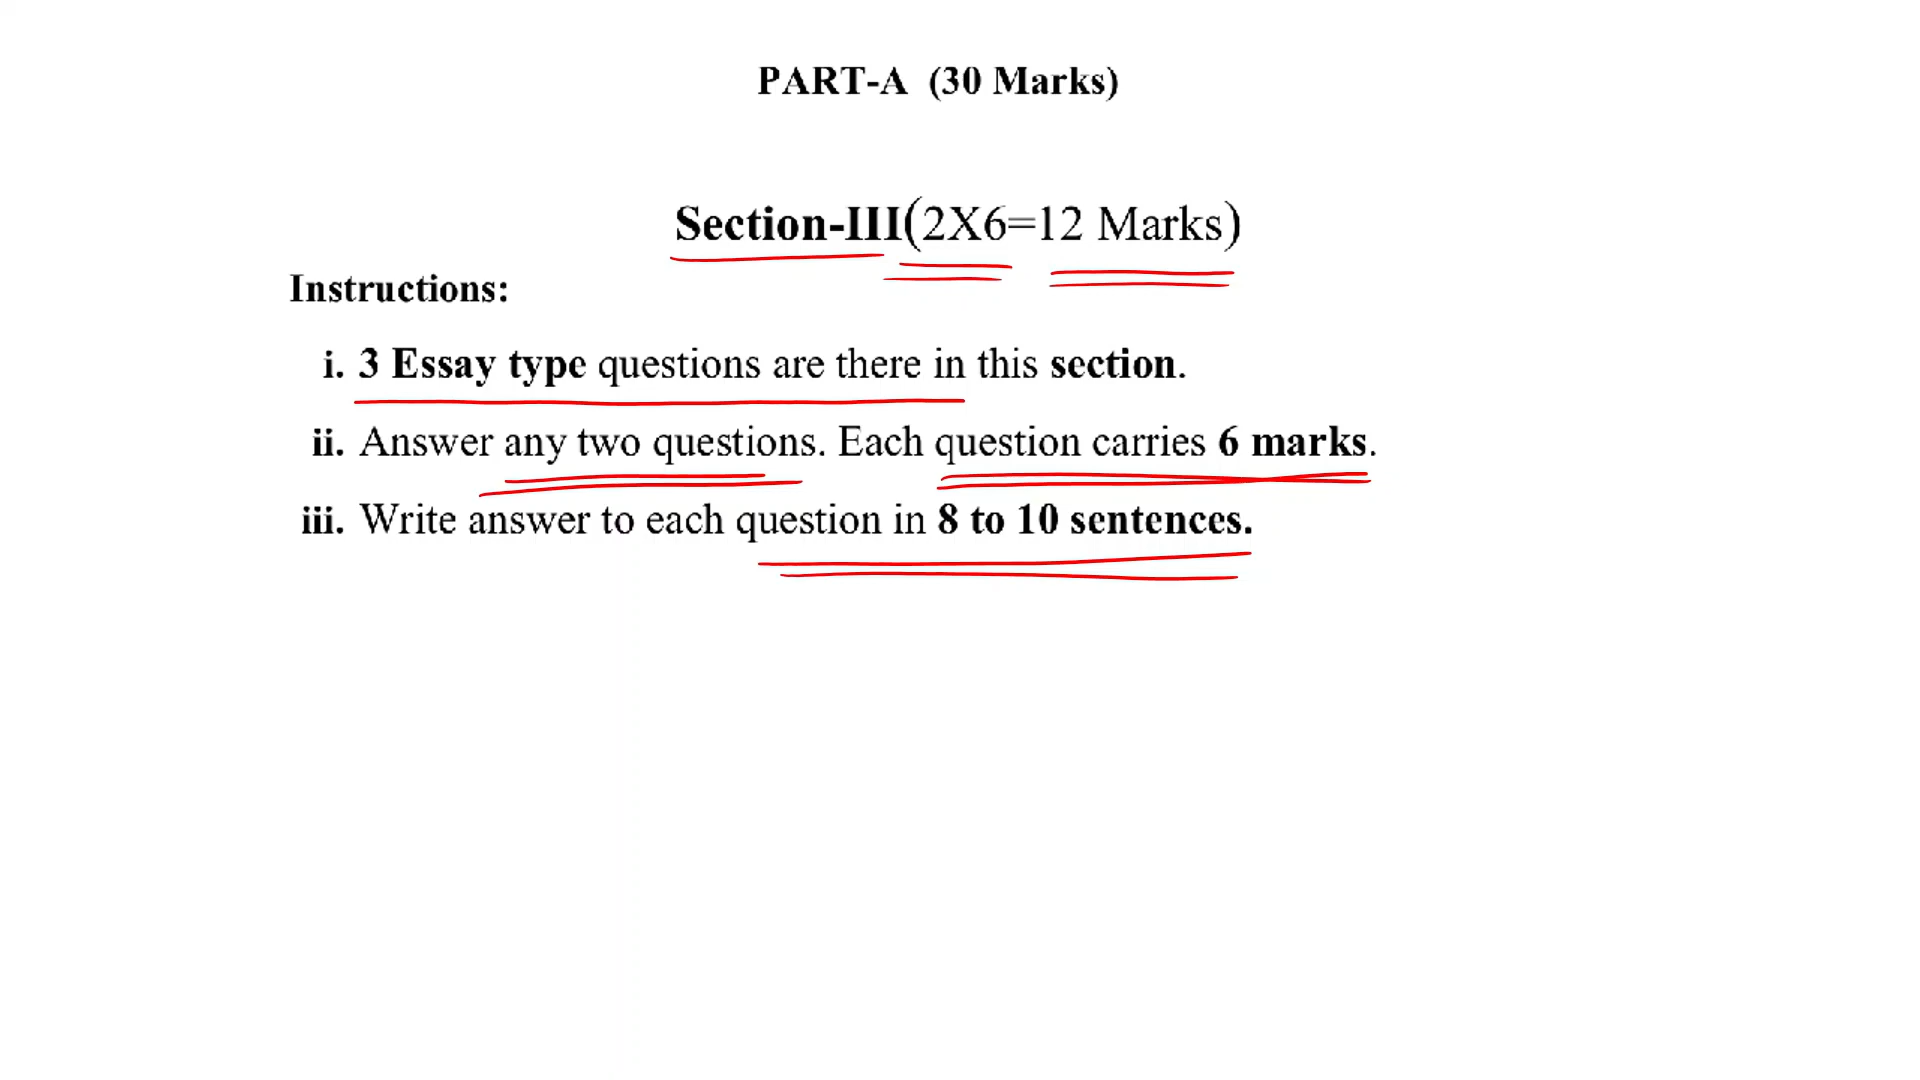 PART-A (30 Marks)
Section-III(2X6=12 Marks)
Instructions:
i. 3 Essay type questions are there in this section.
ii. Answer any two questions. Each question carries 6 marks.
iii. Write answer to each question in 8 to 10 sentences.